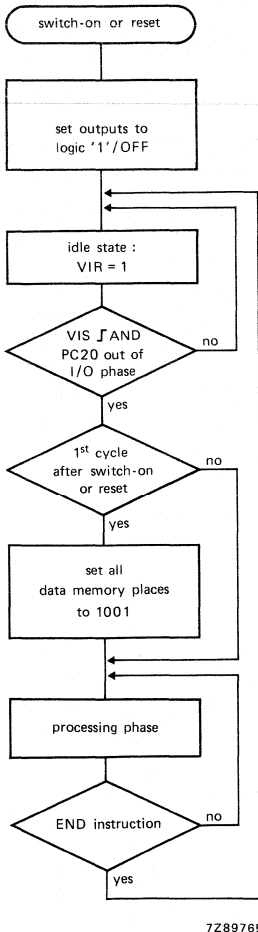 switch-on or reset
set outputs to
logic '1'/OFF
idle state :
VIR = 1
VIS ⎍ AND
PC20 out of
I/O phase
no
yes
1st cycle
after switch-on
or reset
no
yes
set all
data memory places
to 1001
processing phase
END instruction
no
yes